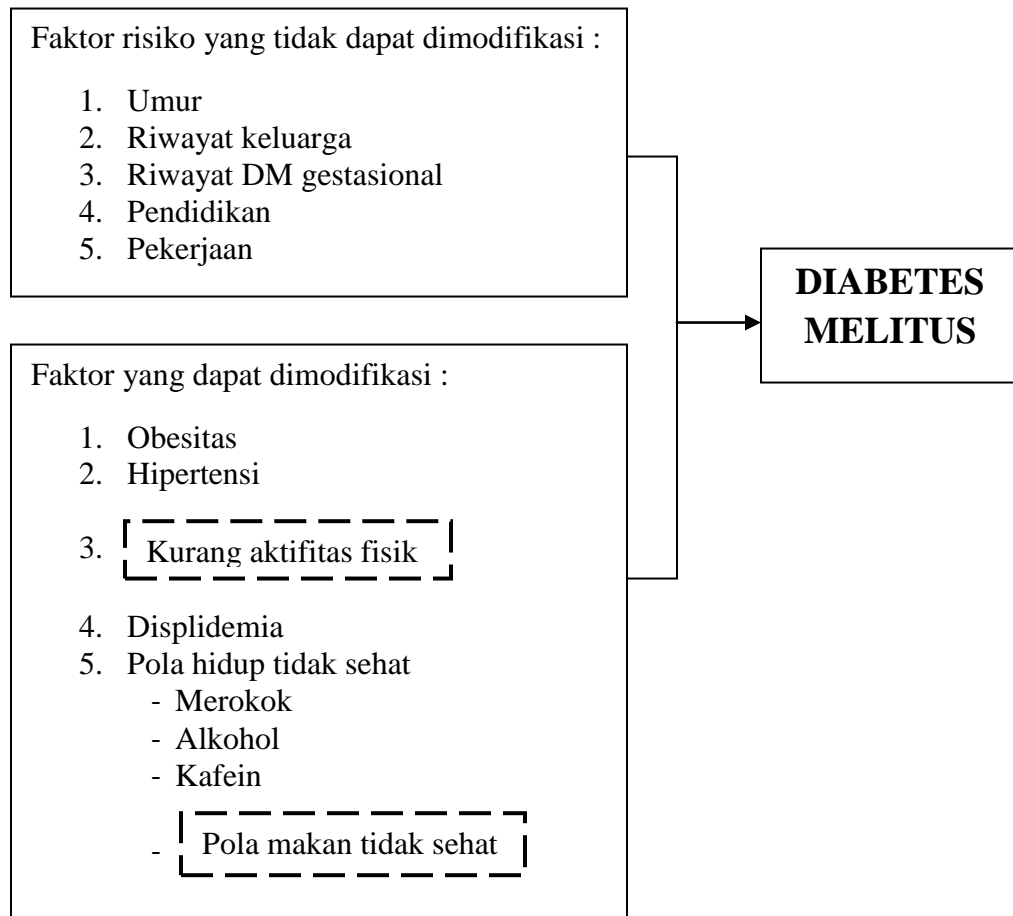 Faktor risiko yang tidak dapat dimodifikasi :
1. Umur
2. Riwayat keluarga
3. Riwayat DM gestasional
4. Pendidikan
5. Pekerjaan
DIABETES
MELITUS
Faktor yang dapat dimodifikasi :
1. Obesitas
2. Hipertensi
3. Kurang aktifitas fisik
4. Displidemia
5. Pola hidup tidak sehat
- Merokok
- Alkohol
- Kafein
- Pola makan tidak sehat